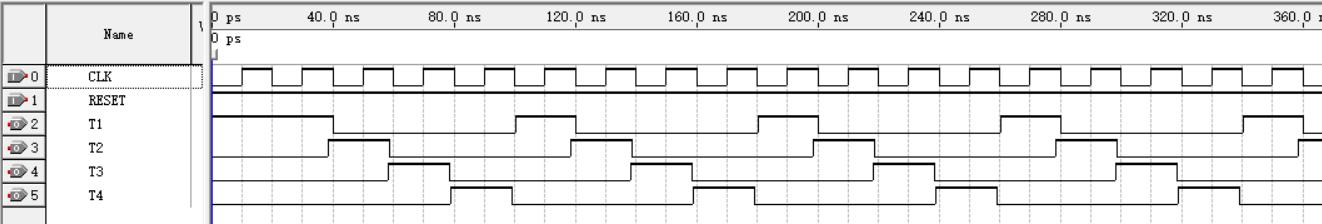 0 ps 40.0 ns 80.0 ns 120.0 ns 160.0 ns 200.0 ns 240.0 ns 280.0 ns 320.0 ns 360.0
Name
0 ps
0 CLK
1 RESET
2 T1
3 T2
4 T3
5 T4